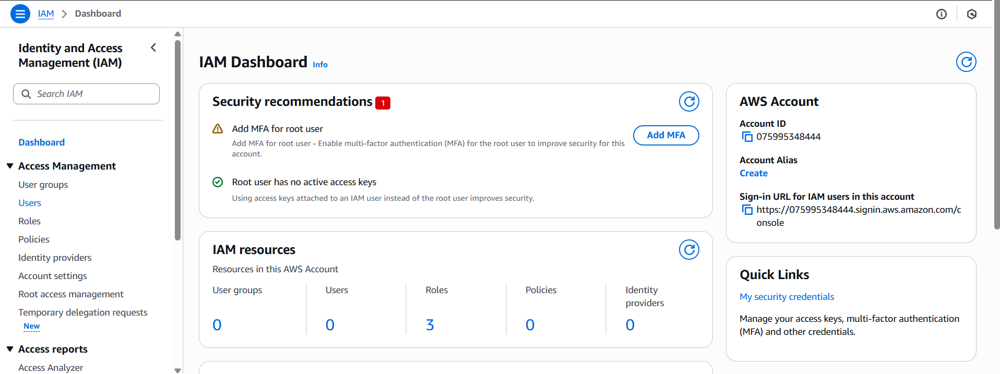 IAM > Dashboard
Identity and Access
Management (IAM)
Search IAM
Dashboard
Access Management
User groups
Users
Roles
Policies
Identity providers
Account settings
Root access management
Temporary delegation requests
New
Access reports
Access Analyzer
IAM Dashboard Info
Security recommendations 1
Add MFA for root user
Add MFA for root user - Enable multi-factor authentication (MFA) for the root user to improve security for this
account.
Add MFA
Root user has no active access keys
Using access keys attached to an IAM user instead of the root user improves security.
IAM resources
Resources in this AWS Account
User groups
0
Users
0
Roles
3
Policies
0
Identity
providers
0
AWS Account
Account ID
075995348444
Account Alias
Create
Sign-in URL for IAM users in this account
https://075995348444.signin.aws.amazon.com/c
onsole
Quick Links
My security credentials
Manage your access keys, multi-factor authentication
(MFA) and other credentials.